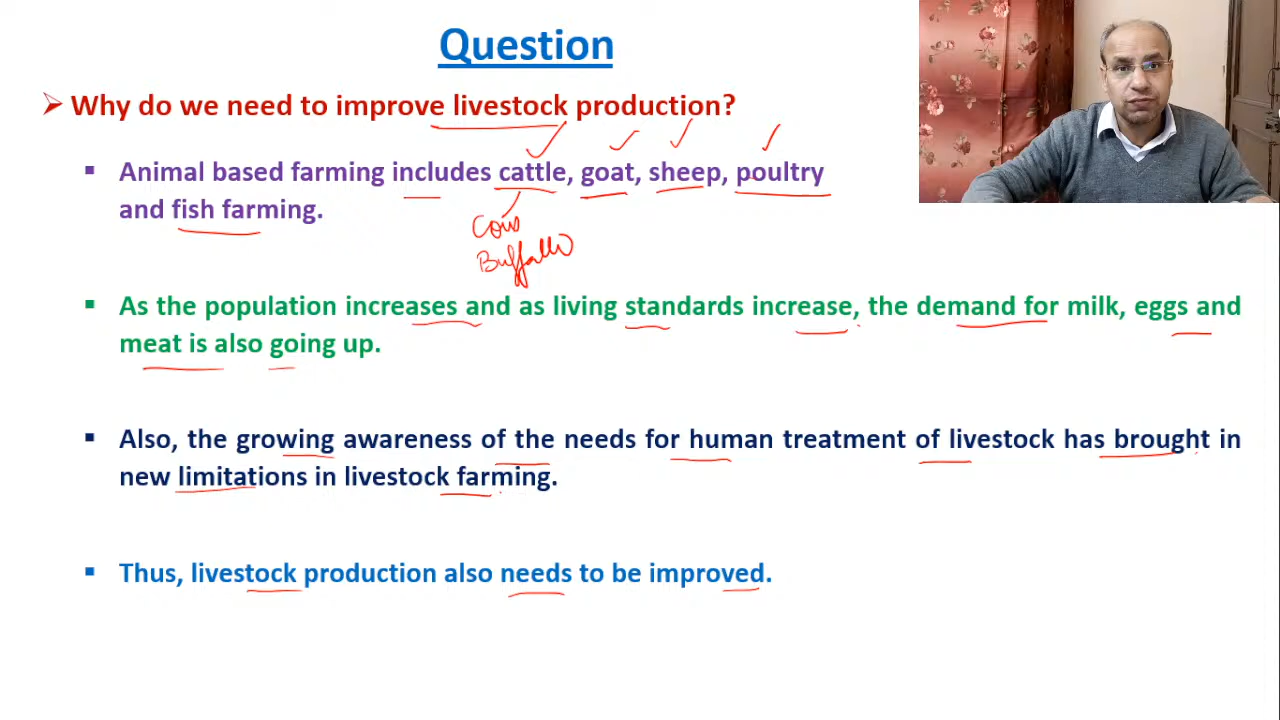 Question
➢ Why do we need to improve livestock production?
▪ Animal based farming includes cattle, goat, sheep, poultry
and fish farming.
Cow
Buffallo
▪ As the population increases and as living standards increase, the demand for milk, eggs and
meat is also going up.
▪ Also, the growing awareness of the needs for human treatment of livestock has brought in
new limitations in livestock farming.
▪ Thus, livestock production also needs to be improved.